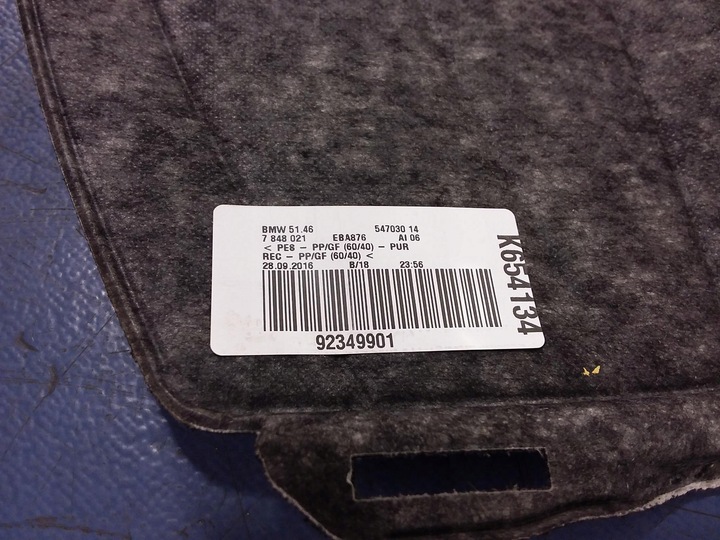 BMW 51.46 547030 14
7 848 021 EBA876 AI 06
< PE8 - PP/GF (60/40) - PUR
REC - PP/GF (60/40) <
28.09.2016 B/18 23:56
92349901
K654134